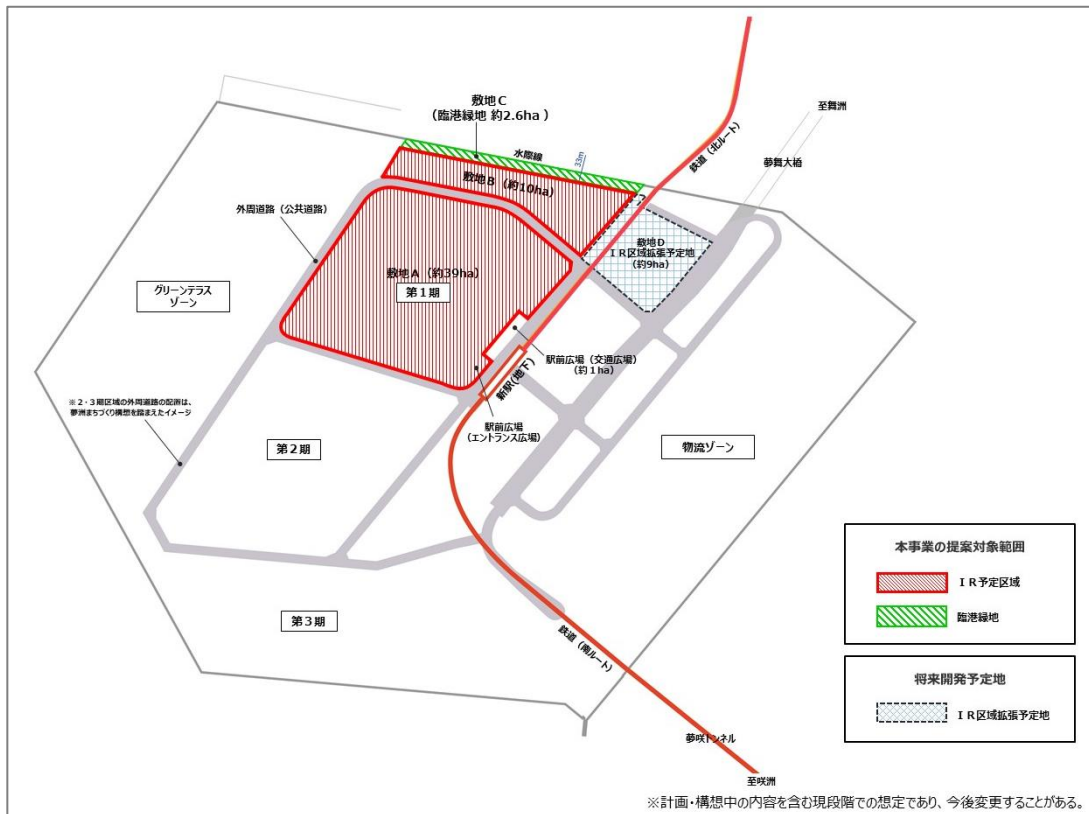 敷地C
（臨港緑地 約2.6ha ）
水際線
33m
敷地B（約10ha）
鉄道（北ルート）
至舞洲
夢舞大橋
外周道路（公共道路）
敷地A（約39ha）
第1期
敷地D
ＩＲ区域拡張予定地
（約9ha）
グリーンテラス
ゾーン
駅前広場（交通広場）
（約１ha）
新駅(地下)
駅前広場
（エントランス広場）
※２・３期区域の外周道路の配置は、
夢洲まちづくり構想を踏まえたイメージ
第2期
物流ゾーン
第3期
鉄道（南ルート）
夢咲トンネル
至咲洲
本事業の提案対象範囲
ＩＲ予定区域
臨港緑地
将来開発予定地
ＩＲ区域拡張予定地
※計画・構想中の内容を含む現段階での想定であり、今後変更することがある。